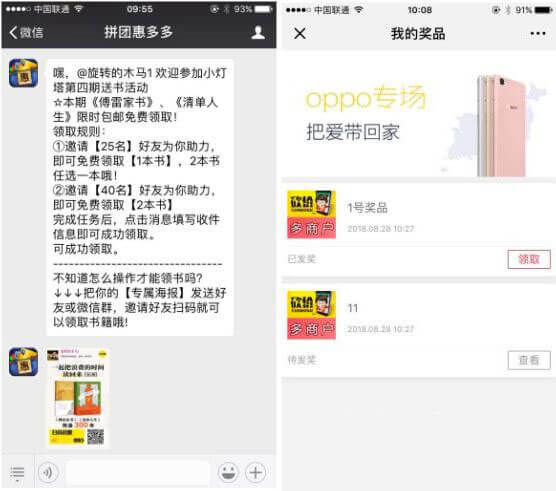 中国联通
09:55
93%
微信
拼团惠多多
嘿，@旋转的木马1 欢迎参加小灯
塔第四期送书活动
☆本期《傅雷家书》、《清单人
生》限时包邮免费领取！
领取规则：
①邀请【25名】好友为你助力，
即可免费领取【1本书】，2本书
任选一本哦！
②邀请【40名】好友为你助力，
即可免费领取【2本书】
完成任务后，点击消息填写收件
信息即可成功领取。
可成功领取。
-----------------------------------
不知道怎么操作才能领书吗？
↓↓↓把你的【专属海报】发送好
友或微信群，邀请好友扫码就可
以领取书籍哦！
一起把浪费的时间
读回来
300
中国联通
10:08
91%
我的奖品
oppo专场
把爱带回家
砍价
多商户
1号奖品
2018.08.28 10:27
已发奖
领取
砍价
多商户
11
2018.08.28 10:27
待发奖
查看